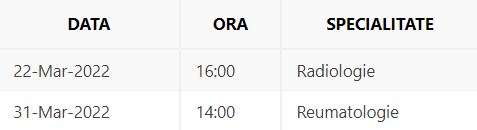 DATA ORA SPECIALITATE
22-Mar-2022 16:00 Radiologie
31-Mar-2022 14:00 Reumatologie